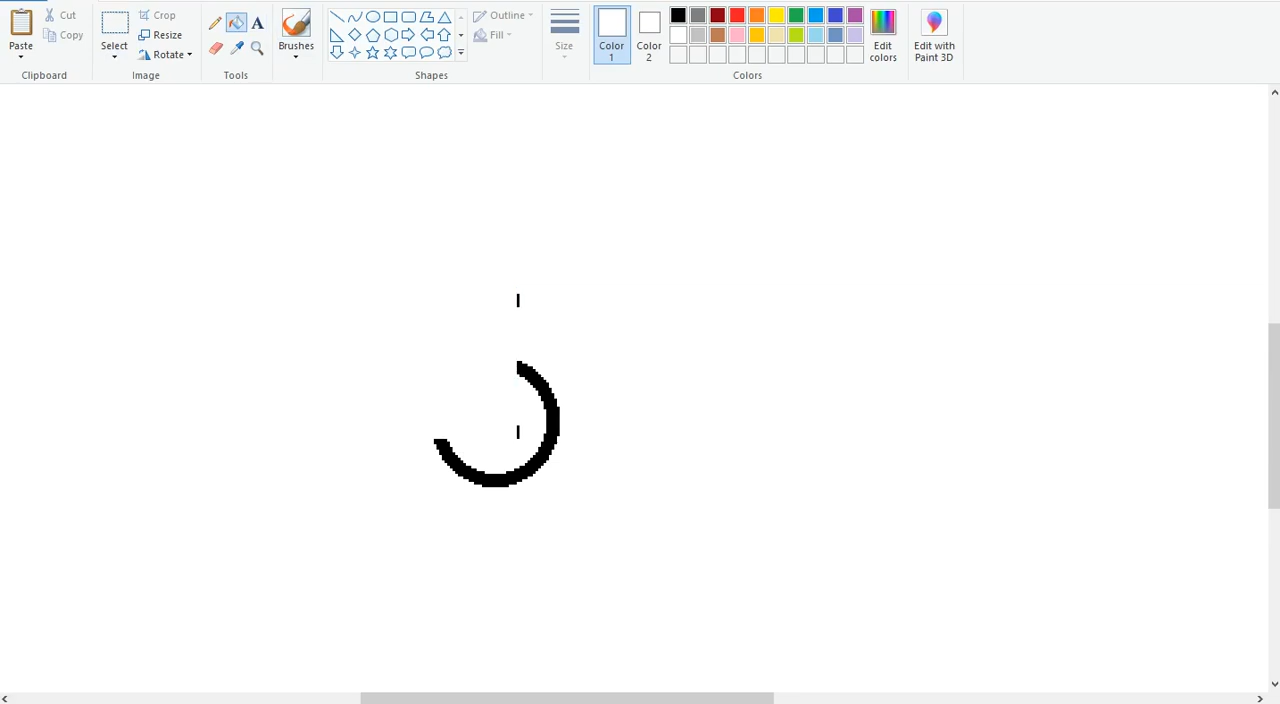 Cut
Copy
Paste
Clipboard
Crop
Resize
Rotate
Select
Image
A
Tools
Brushes
Outline
Fill
Shapes
Size
Color 1
Color 2
Edit colors
Colors
Edit with Paint 3D